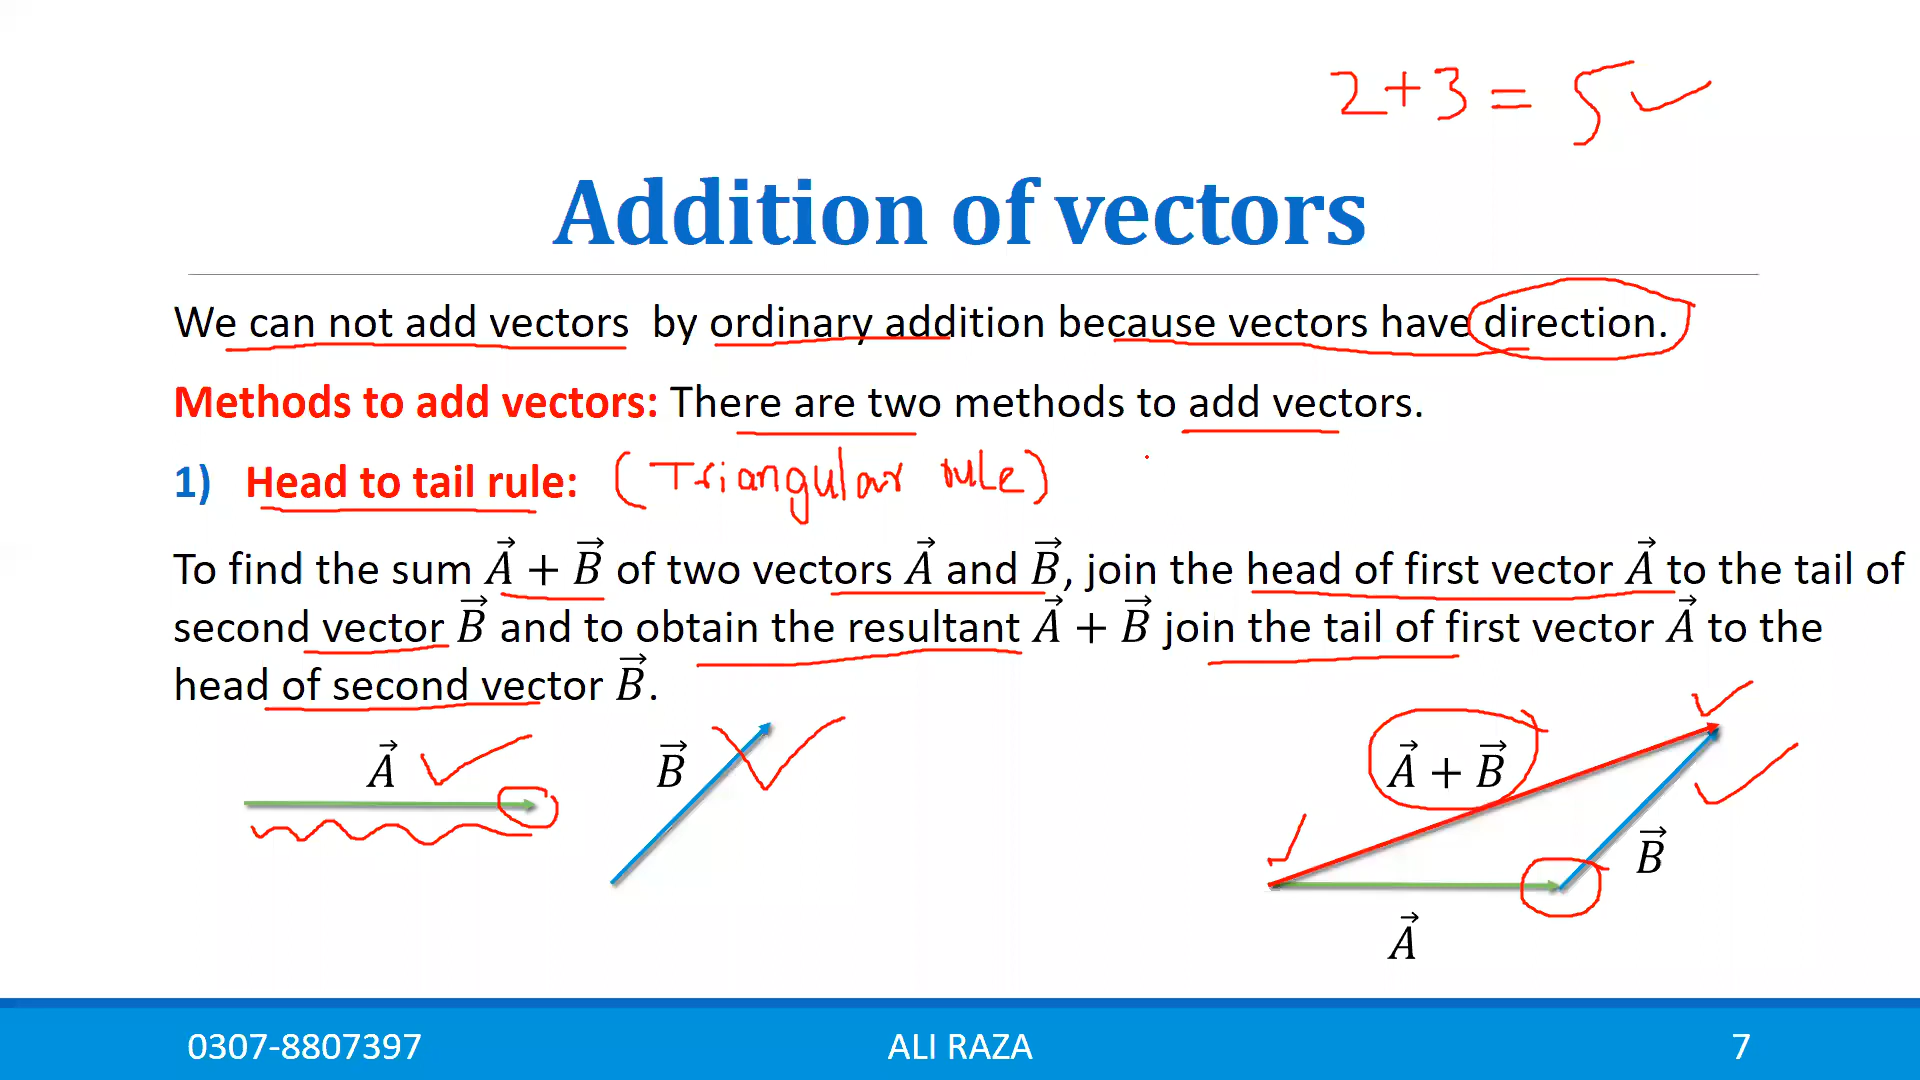 2+3 = 5
Addition of vectors
We can not add vectors by ordinary addition because vectors have direction.
Methods to add vectors: There are two methods to add vectors.
1) Head to tail rule: (Triangular rule)
To find the sum A⃗ + B⃗ of two vectors A⃗ and B⃗, join the head of first vector A⃗ to the tail of
second vector B⃗ and to obtain the resultant A⃗ + B⃗ join the tail of first vector A⃗ to the
head of second vector B⃗.
A⃗
B⃗
A⃗ + B⃗
B⃗
A⃗
0307-8807397
ALI RAZA
7